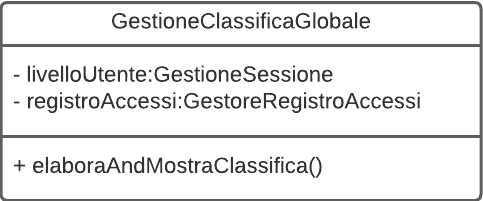 GestioneClassificaGlobale
- livelloUtente:GestioneSessione
- registroAccessi:GestoreRegistroAccessi
+ elaboraAndMostraClassifica()